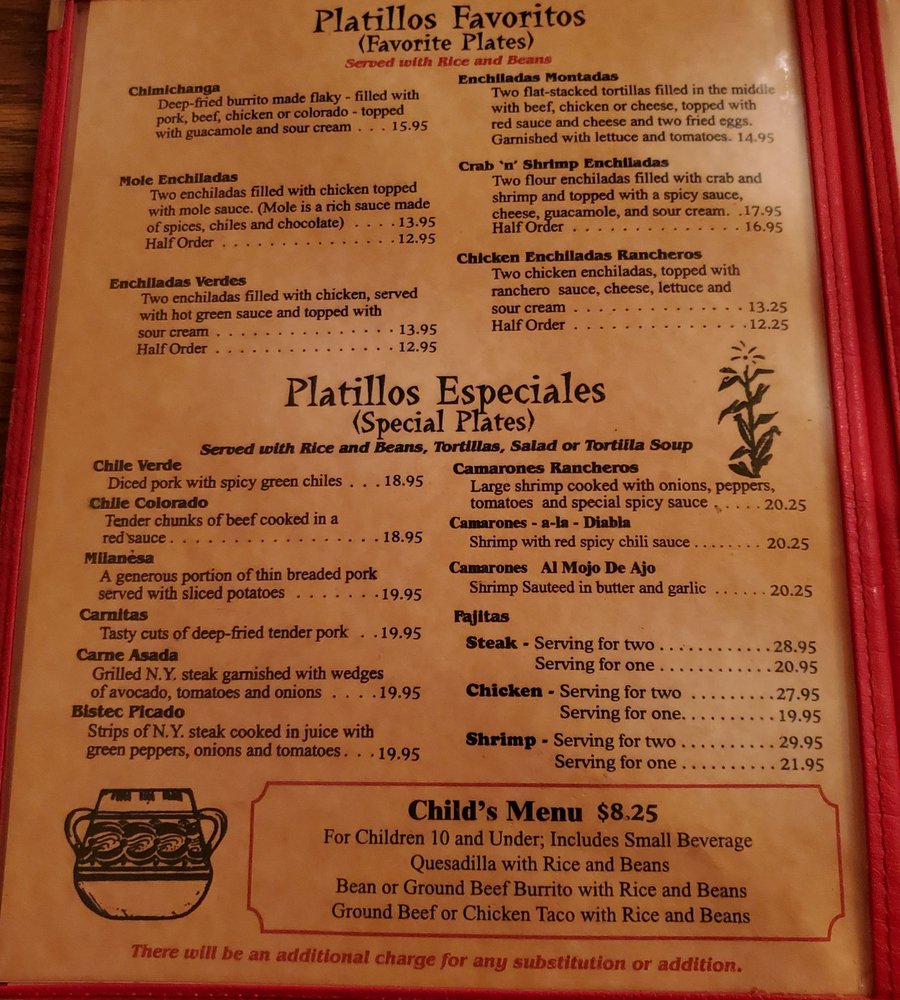 Platillos Favoritos
(Favorite Plates)
Served with Rice and Beans
Chimichanga
Deep-fried burrito made flaky - filled with
pork, beef, chicken or colorado - topped
with guacamole and sour cream . . . 15.95
Mole Enchiladas
Two enchiladas filled with chicken topped
with mole sauce. (Mole is a rich sauce made
of spices, chiles and chocolate) . . . . 13.95
Half Order . . . . . . . . . . . . . . . 12.95
Enchiladas Verdes
Two enchiladas filled with chicken, served
with hot green sauce and topped with
sour cream . . . . . . . . . . . . . . . 13.95
Half Order . . . . . . . . . . . . . . . 12.95
Enchiladas Montadas
Two flat-stacked tortillas filled in the middle
with beef, chicken or cheese, topped with
red sauce and cheese and two fried eggs.
Garnished with lettuce and tomatoes. 14.95
Crab 'n' Shrimp Enchiladas
Two flour enchiladas filled with crab and
shrimp and topped with a spicy sauce,
cheese, guacamole, and sour cream. .17.95
Half Order . . . . . . . . . . . . . . . 16.95
Chicken Enchiladas Rancheros
Two chicken enchiladas, topped with
ranchero sauce, cheese, lettuce and
sour cream . . . . . . . . . . . . . . . 13.25
Half Order . . . . . . . . . . . . . . . 12.25
Platillos Especiales
(Special Plates)
Served with Rice and Beans, Tortillas, Salad or Tortilla Soup
Chile Verde
Diced pork with spicy green chiles . . . 18.95
Chile Colorado
Tender chunks of beef cooked in a
red sauce . . . . . . . . . . . . . . . . 18.95
Milanesa
A generous portion of thin breaded pork
served with sliced potatoes . . . . . . . 19.95
Carnitas
Tasty cuts of deep-fried tender pork . . 19.95
Carne Asada
Grilled N.Y. steak garnished with wedges
of avocado, tomatoes and onions . . . . 19.95
Bistec Picado
Strips of N.Y. steak cooked in juice with
green peppers, onions and tomatoes . . . 19.95
Camarones Rancheros
Large shrimp cooked with onions, peppers,
tomatoes and special spicy sauce . . . . . 20.25
Camarones - a-la - Diabla
Shrimp with red spicy chili sauce ........ 20.25
Camarones Al Mojo De Ajo
Shrimp Sauteed in butter and garlic ...... 20.25
Fajitas
Steak - Serving for two ............ 28.95
Serving for one ............ 20.95
Chicken - Serving for two ......... 27.95
Serving for one.......... 19.95
Shrimp - Serving for two .......... 29.95
Serving for one .......... 21.95
Child's Menu $8.25
For Children 10 and Under; Includes Small Beverage
Quesadilla with Rice and Beans
Bean or Ground Beef Burrito with Rice and Beans
Ground Beef or Chicken Taco with Rice and Beans
There will be an additional charge for any substitution or addition.